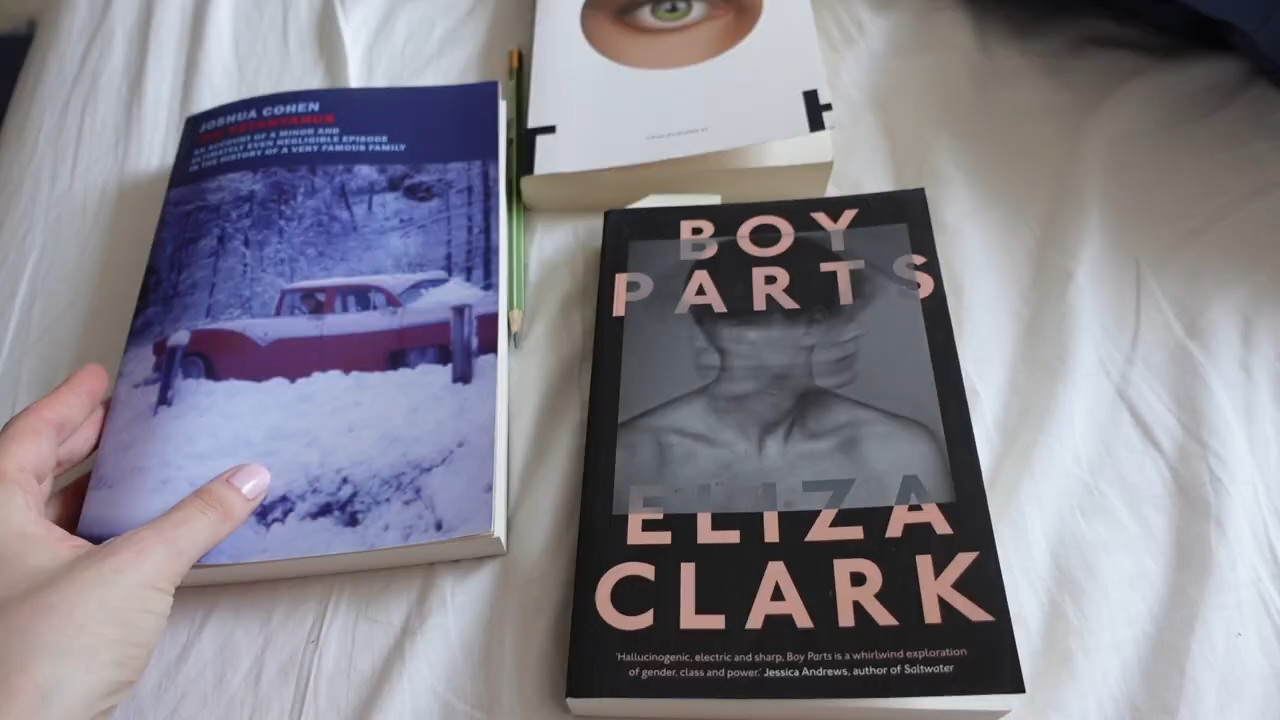 JOSHUA COHEN
THE NETANYAHUS
AN ACCOUNT OF A MINOR AND
ULTIMATELY EVEN NEGLIGIBLE EPISODE
IN THE HISTORY OF A VERY FAMOUS FAMILY
T H
BOY
PARTS
ELIZA
CLARK
'Hallucinogenic, electric and sharp, Boy Parts is a whirlwind exploration
of gender, class and power.' Jessica Andrews, author of Saltwater